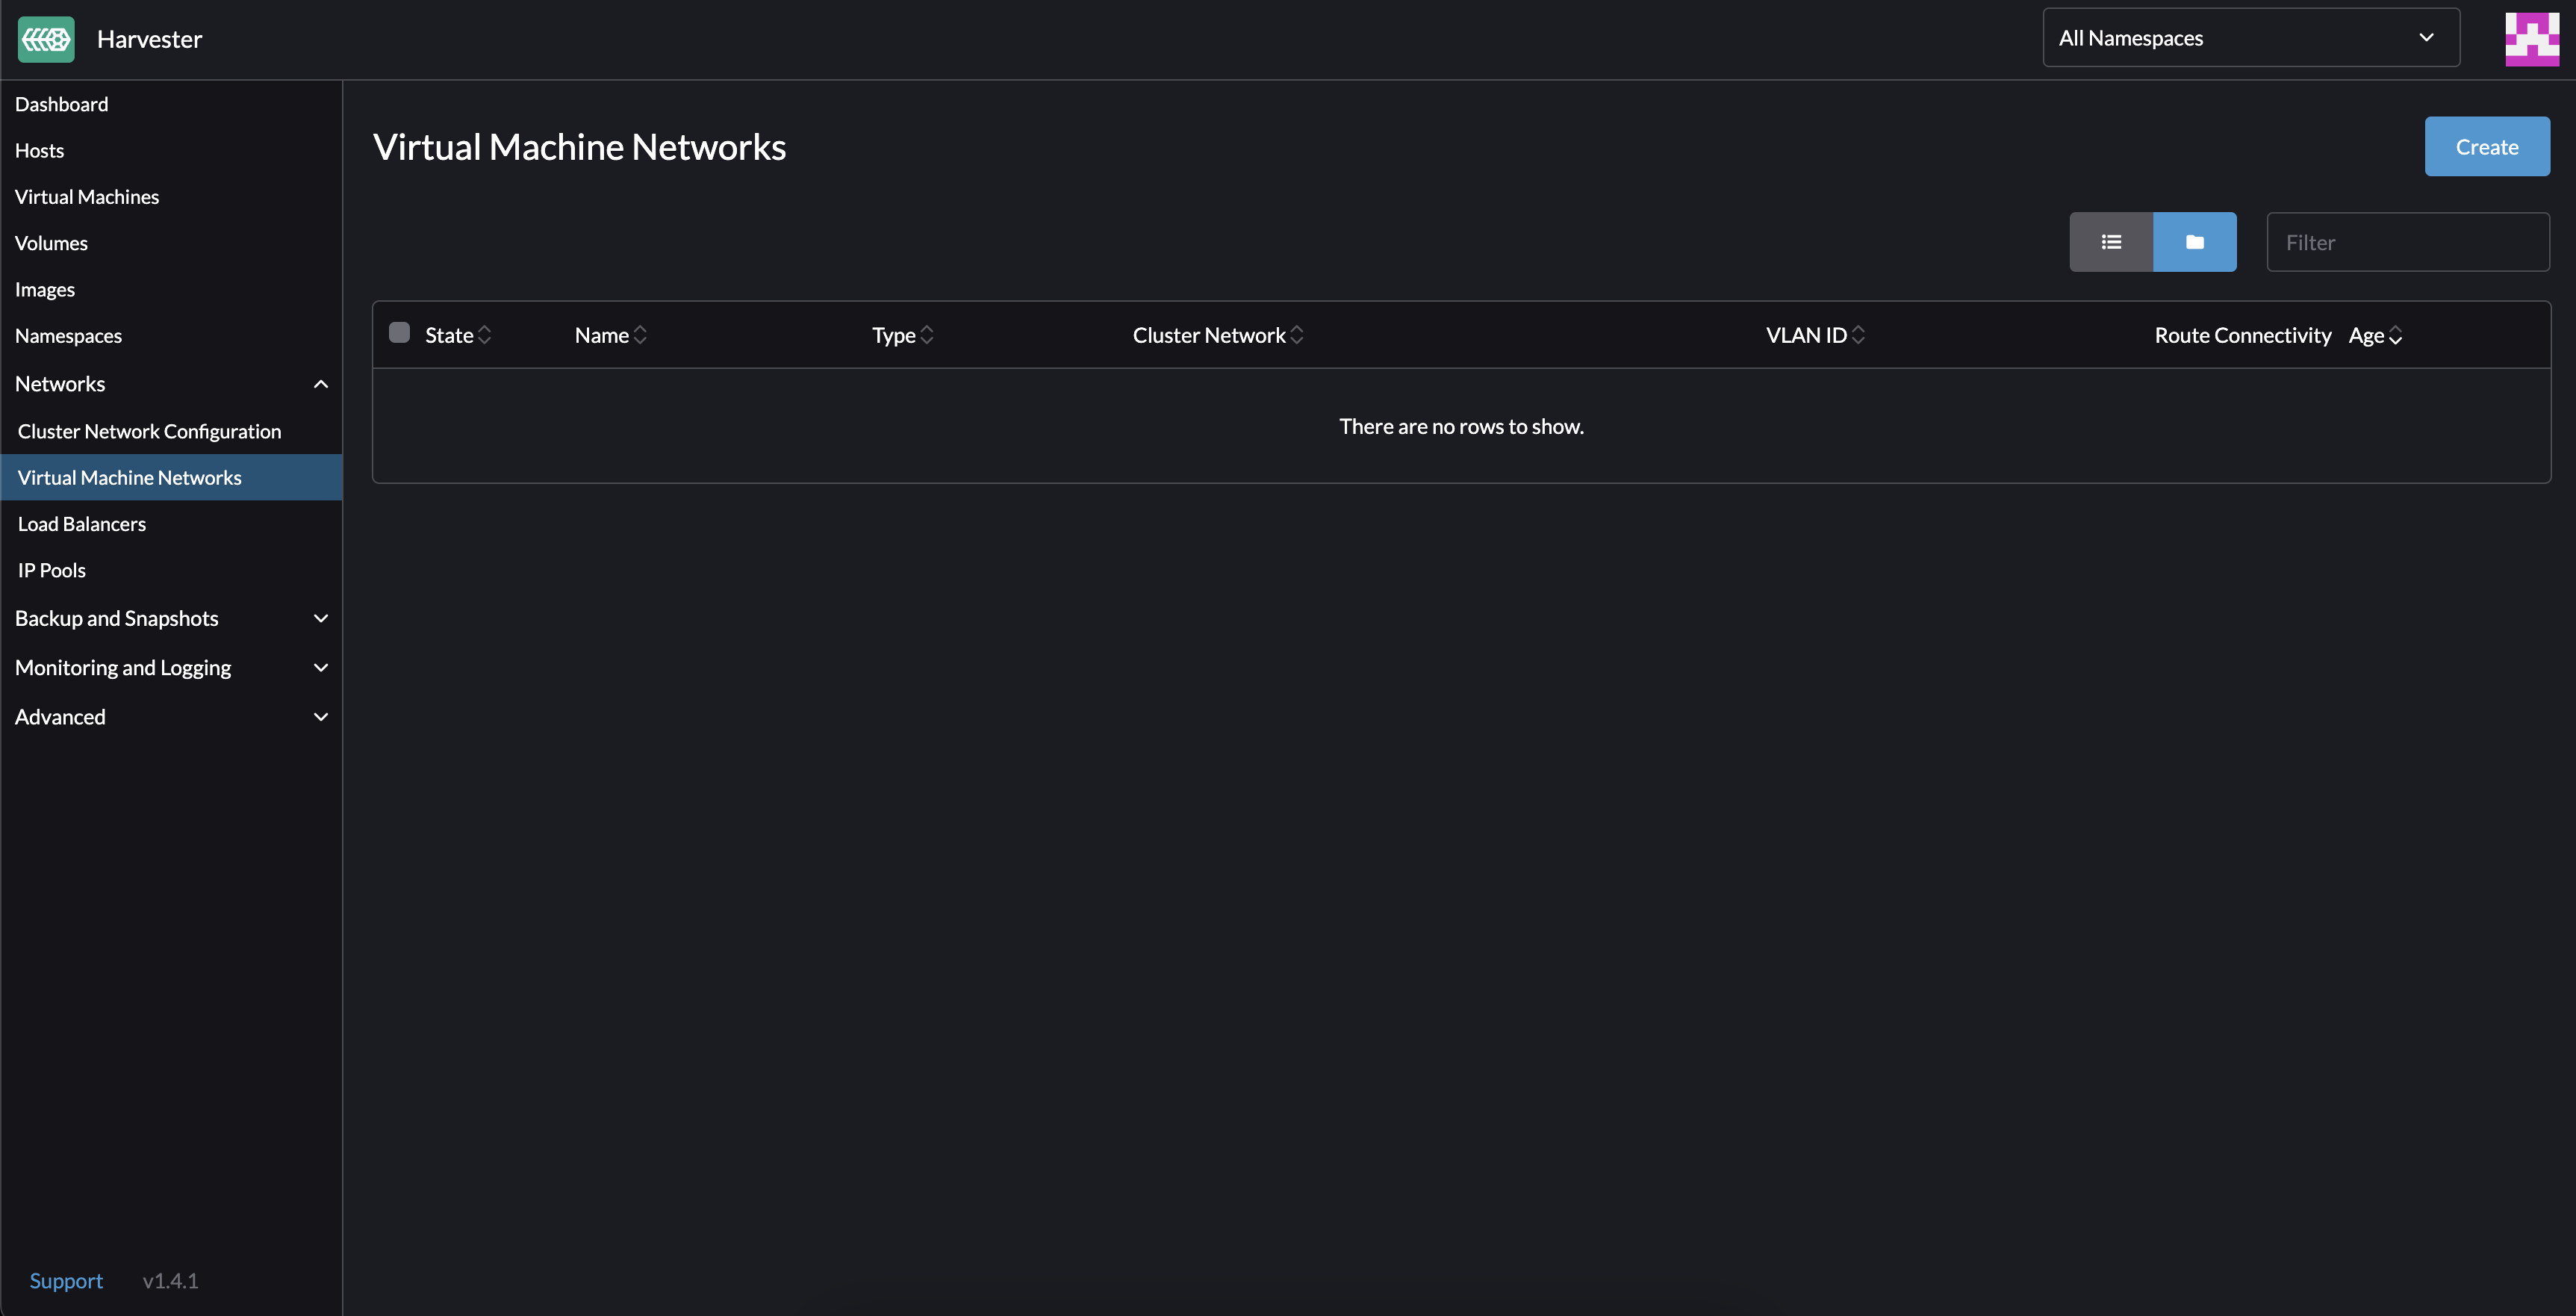 Harvester
All Namespaces
Dashboard
Hosts
Virtual Machines
Volumes
Images
Namespaces
Networks
Cluster Network Configuration
Virtual Machine Networks
Load Balancers
IP Pools
Backup and Snapshots
Monitoring and Logging
Advanced
Support v1.4.1
Virtual Machine Networks
Create
Filter
State Name Type Cluster Network VLAN ID Route Connectivity Age
There are no rows to show.